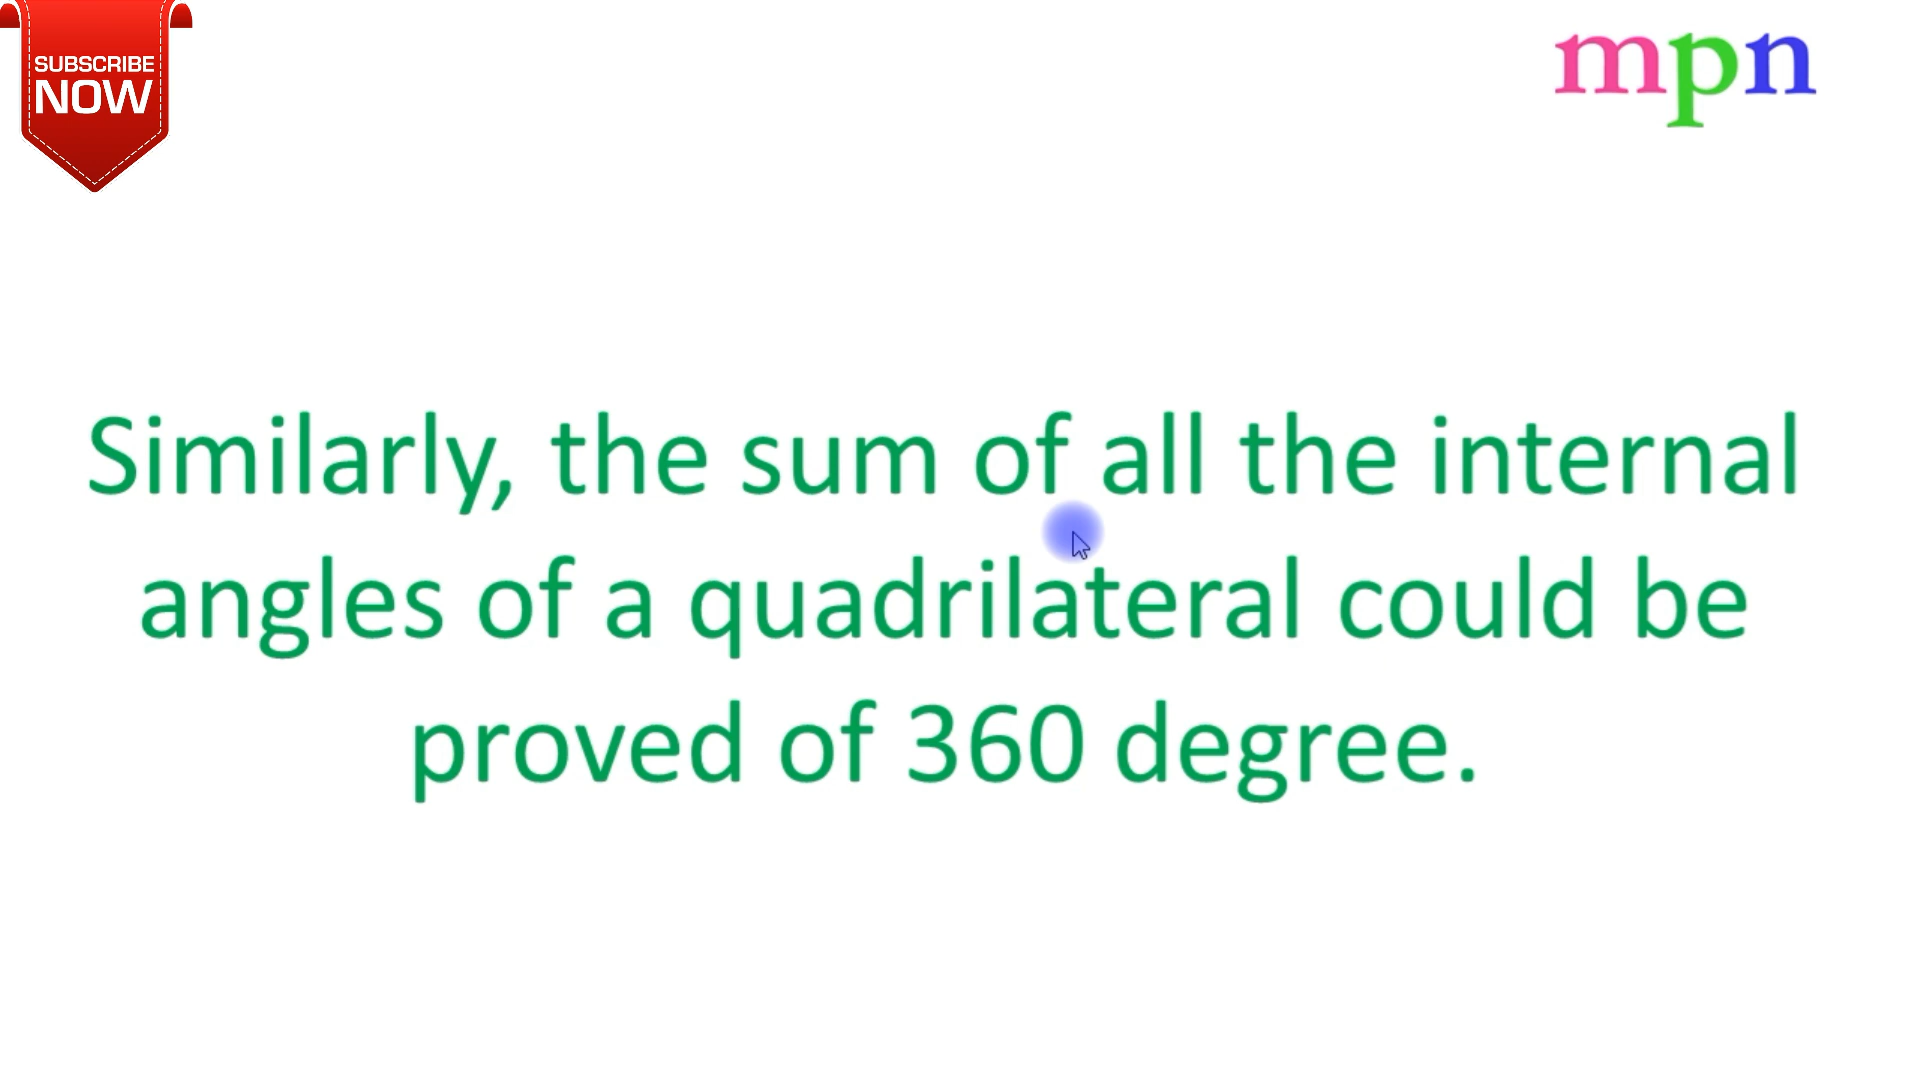 SUBSCRIBE
NOW
mpn
Similarly, the sum of all the internal
angles of a quadrilateral could be
proved of 360 degree.